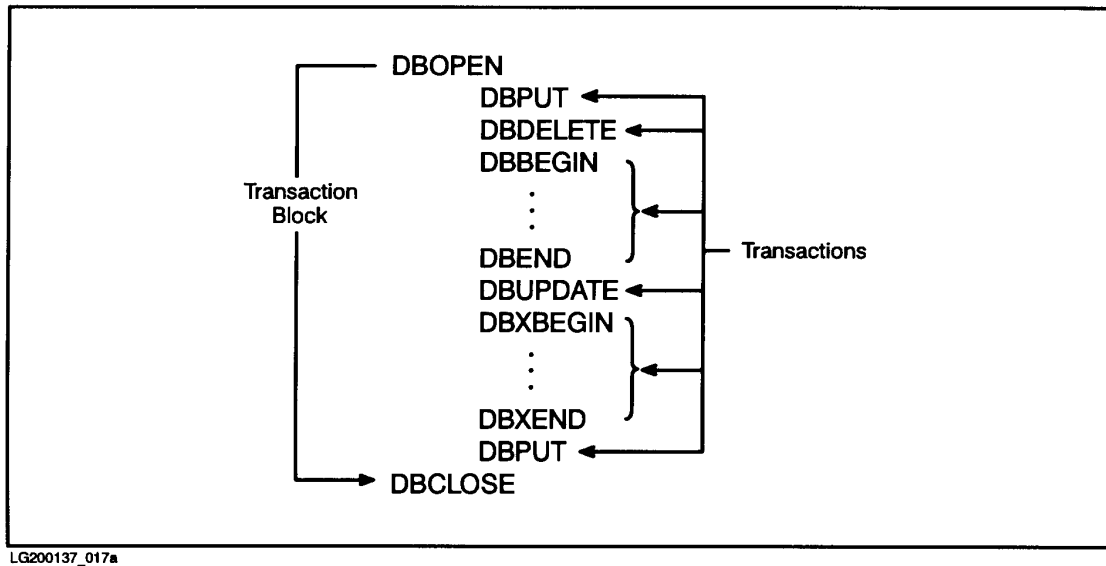 DBOPEN
DBPUT
DBDELETE
DBBEGIN
Transaction
Block
DBEND
Transactions
DBUPDATE
DBXBEGIN
DBXEND
DBPUT
DBCLOSE
LG200137_017a